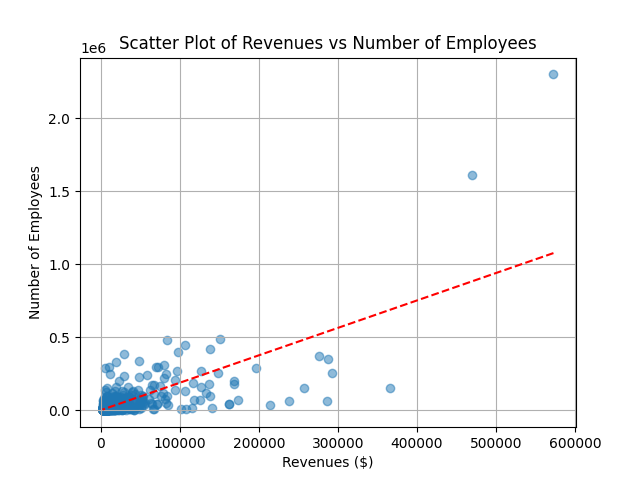 Scatter Plot of Revenues vs Number of Employees
1e6
2.0
1.5
1.0
0.5
0.0
Number of Employees
0 100000 200000 300000 400000 500000 600000
Revenues ($)